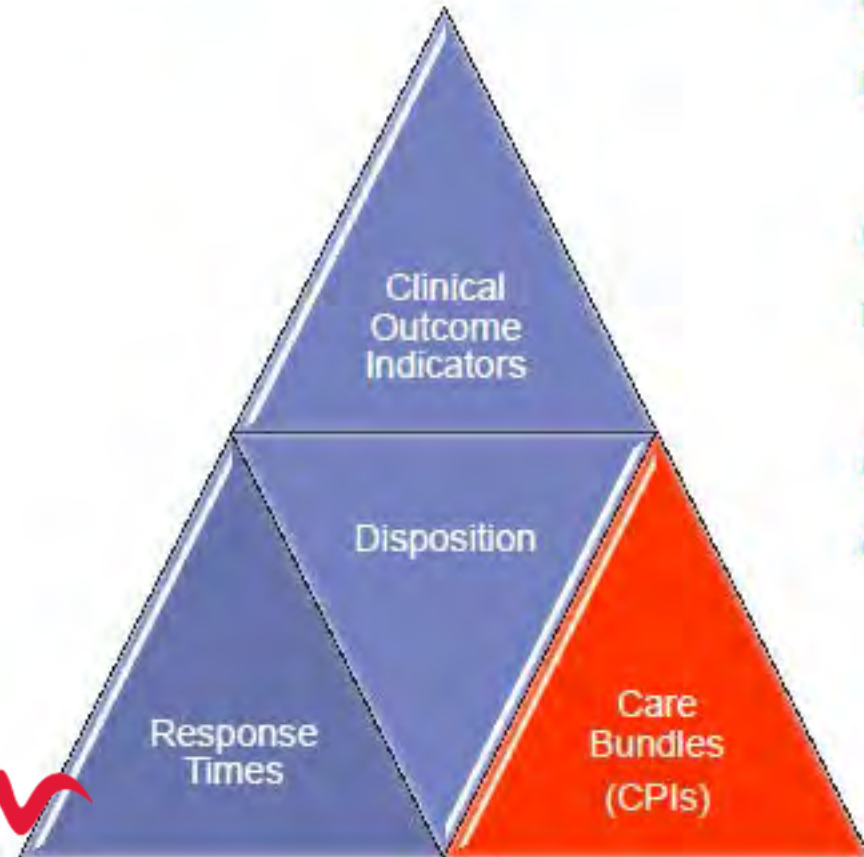 Clinical
Outcome
Indicators
Disposition
Response
Times
Care
Bundles
(CPIs)